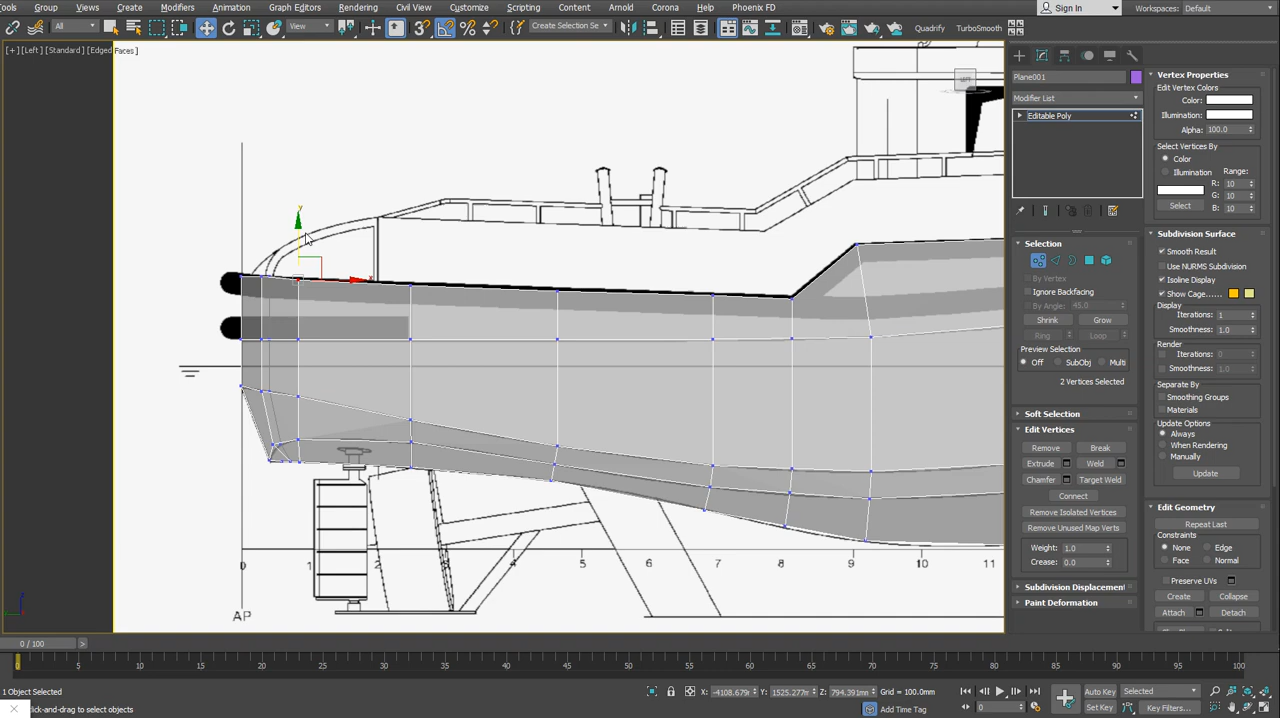 Tools Group Views Create Modifiers Animation Graph Editors Rendering Civil View Customize Scripting Content Arnold Corona Help Phoenix FD Sign In Workspaces: Default
All View Create Selection Se Quadrify TurboSmooth
[+] [Left] [Standard] [Edged Faces]
y
x
0 1 2 3 4 5 6 7 8 9 10 11
AP
Plane001
Modifier List
Editable Poly
Selection
By Vertex
Ignore Backfacing
By Angle: 45.0
Shrink Grow
Ring Loop
Preview Selection
Off SubObj Multi
2 Vertices Selected
Soft Selection
Edit Vertices
Remove Break
Extrude Weld
Chamfer Target Weld
Connect
Remove Isolated Vertices
Remove Unused Map Verts
Weight: 1.0
Crease: 0.0
Subdivision Displacement
Paint Deformation
Vertex Properties
Edit Vertex Colors
Color:
Illumination:
Alpha: 100.0
Select Vertices By
Color
Illumination Range:
R: 10
G: 10
Select B: 10
Subdivision Surface
Smooth Result
Use NURMS Subdivision
Isoline Display
Show Cage......
Display
Iterations: 1
Smoothness: 1.0
Render
Iterations: 0
Smoothness: 1.0
Separate By
Smoothing Groups
Materials
Update Options
Always
When Rendering
Manually
Update
Edit Geometry
Repeat Last
Constraints
None Edge
Face Normal
Preserve UVs
Create Collapse
Attach Detach
0 / 100
0 5 10 15 20 25 30 35 40 45 50 55 60 65 70 75 80 85 90 95 100
1 Object Selected
click-and-drag to select objects
X: -4108.679m Y: 1525.277m Z: 794.391mm Grid = 100.0mm
Add Time Tag
0
Auto Key Selected
Set Key Key Filters...